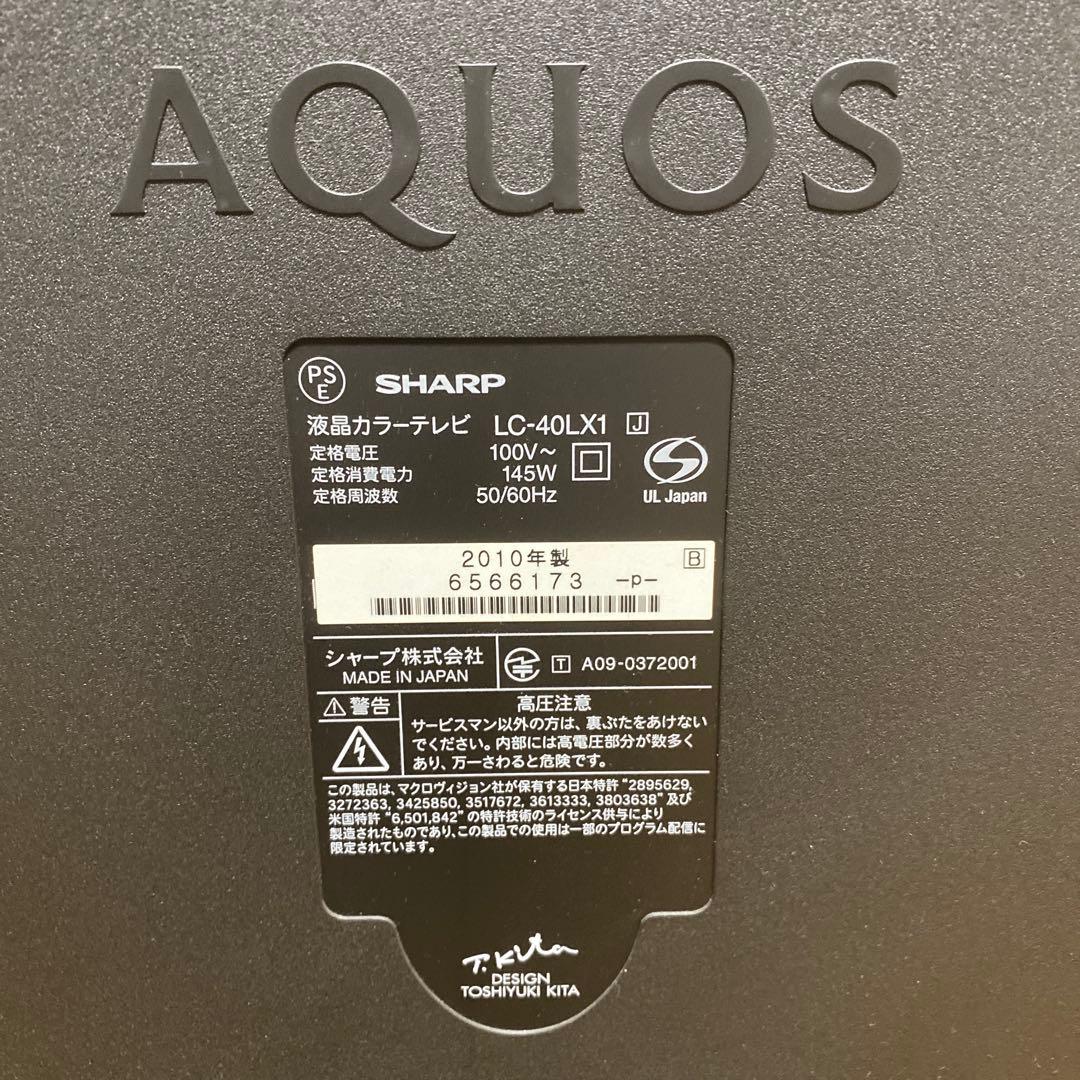 AQUOS
PSE SHARP
液晶カラーテレビ LC-40LX1 J
定格電圧 100V～
定格消費電力 145W
定格周波数 50/60Hz
UL Japan
2010年製 B
6566173 -p-
シャープ株式会社
MADE IN JAPAN
T A09-0372001
警告
高圧注意
サービスマン以外の方は、裏ぶたをあけない
でください。内部には高電圧部分が数多く
あり、万一さわると危険です。
この製品は、マクロヴィジョン社が保有する日本特許 "2895629,
3272363, 3425850, 3517672, 3613333, 3803638" 及び
米国特許 "6,501,842" の特許技術のライセンス供与により
製造されたものであり、この製品での使用は一部のプログラム配信に
限定されています。
T. Kita
DESIGN
TOSHIYUKI KITA